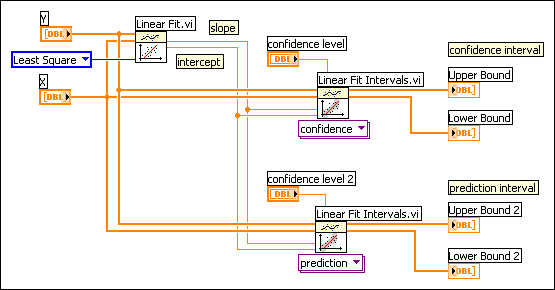 Y
Linear Fit.vi
slope
[DBL]
confidence level
confidence interval
Least Square
intercept
Upper Bound
DBL
Linear Fit Intervals.vi
DBL]
X
[DBL]
Lower Bound
confidence
DBL]
confidence level 2
prediction interval
DBL
Linear Fit Intervals.vi
Upper Bound 2
DBL]
Lower Bound 2
prediction
DBL]